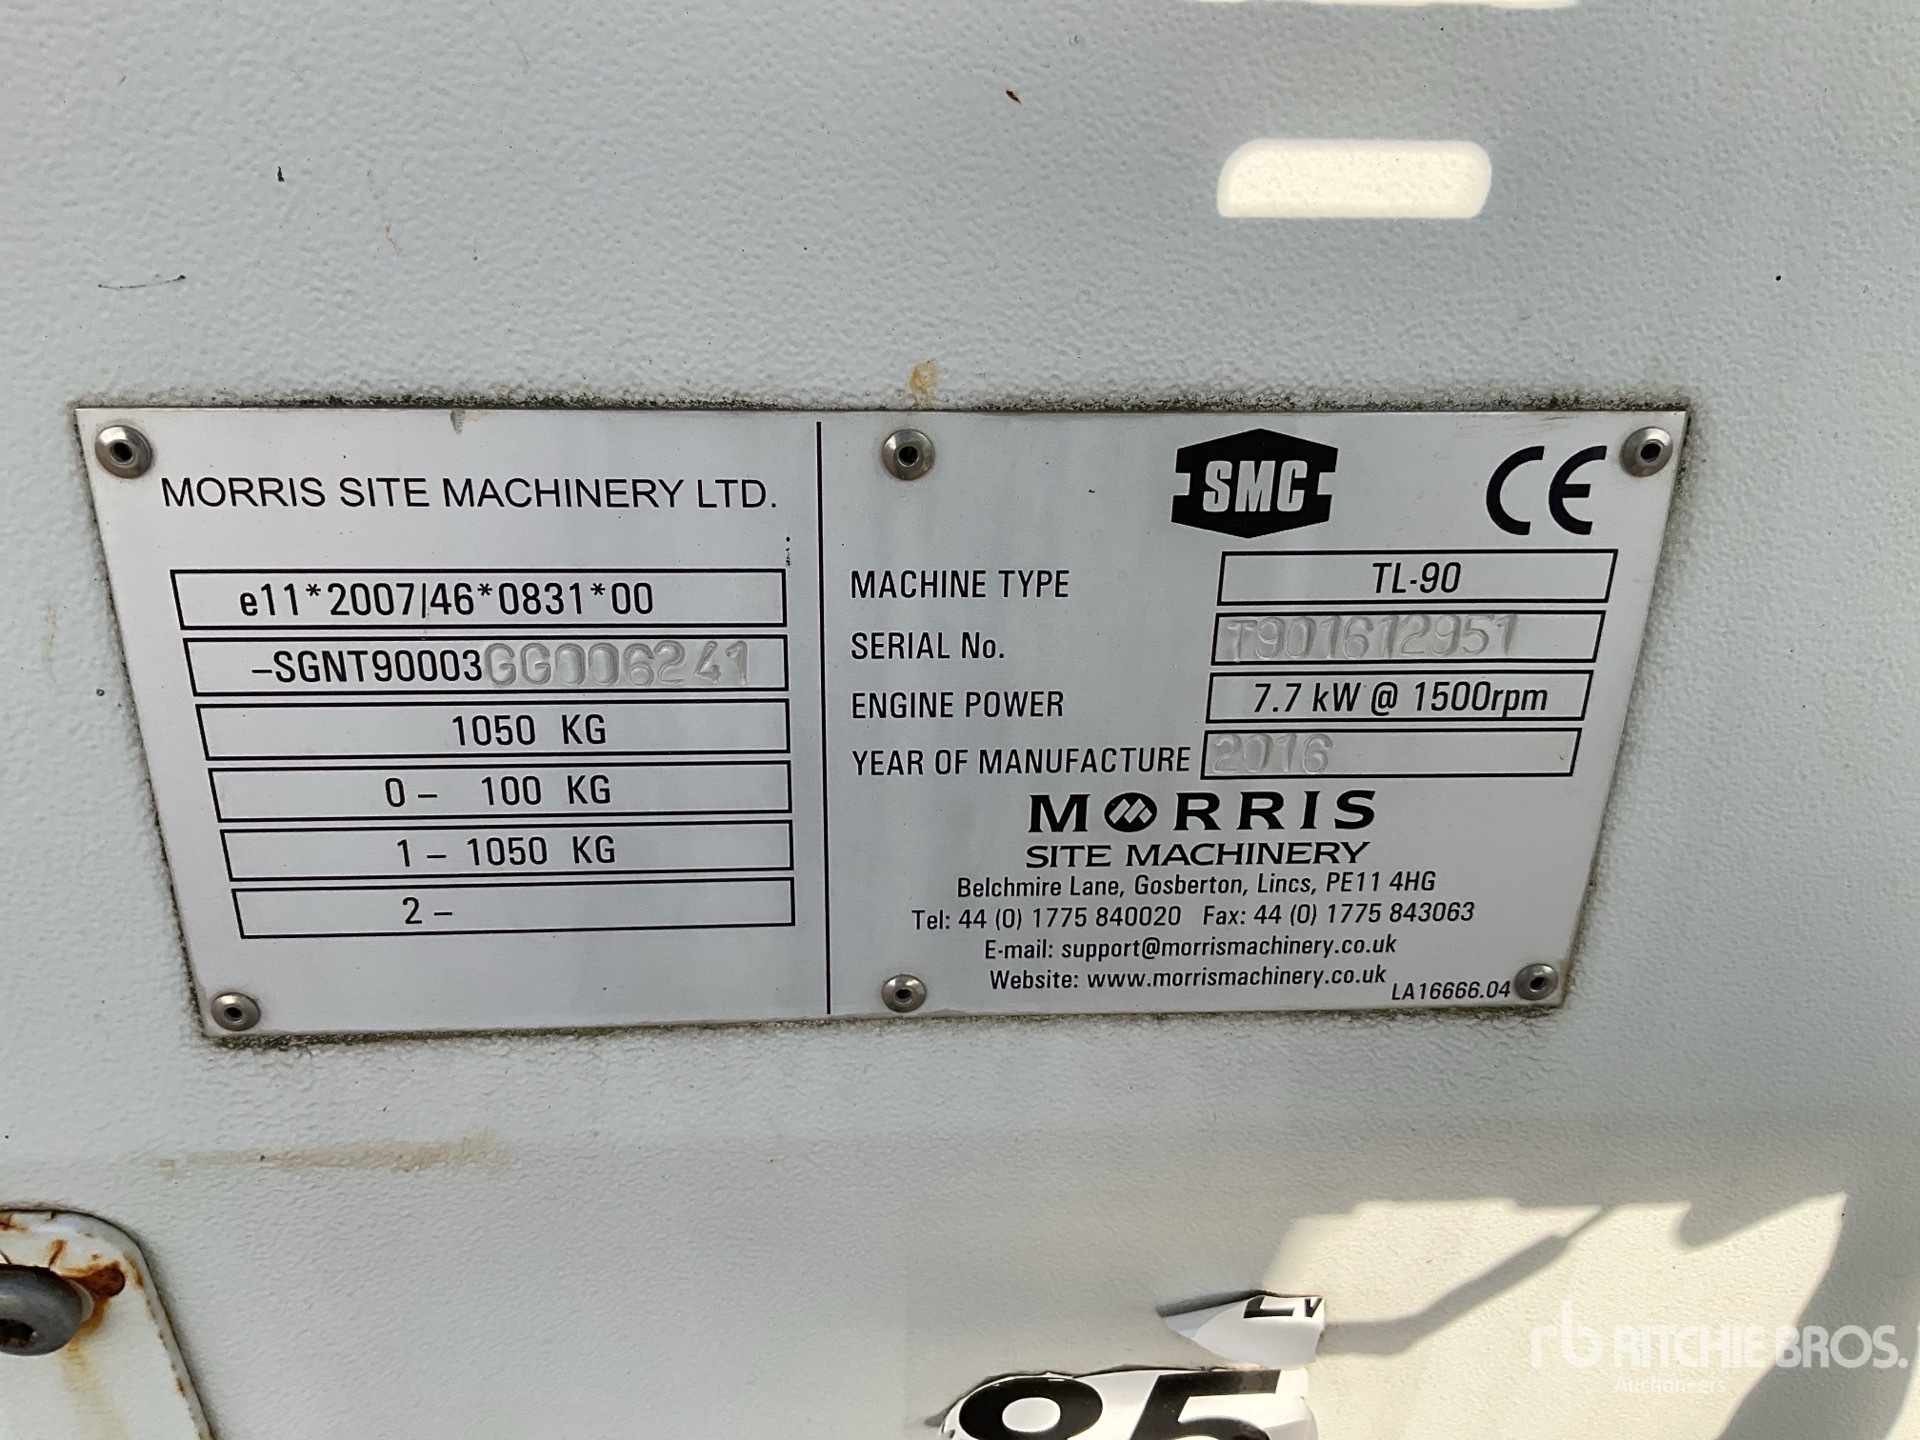 MORRIS SITE MACHINERY LTD.
e11*2007/46*0831*00
-SGNT90003GG006241
1050 KG
0 - 100 KG
1 - 1050 KG
2 -
SMC CE
MACHINE TYPE TL-90
SERIAL No. T901612951
ENGINE POWER 7.7 kW @ 1500rpm
YEAR OF MANUFACTURE 2016
MORRIS
SITE MACHINERY
Belchmire Lane, Gosberton, Lincs, PE11 4HG
Tel: 44 (0) 1775 840020 Fax: 44 (0) 1775 843063
E-mail: support@morrismachinery.co.uk
Website: www.morrismachinery.co.uk
LA16666.04
rb RITCHIE BROS.
Auctioneers
95